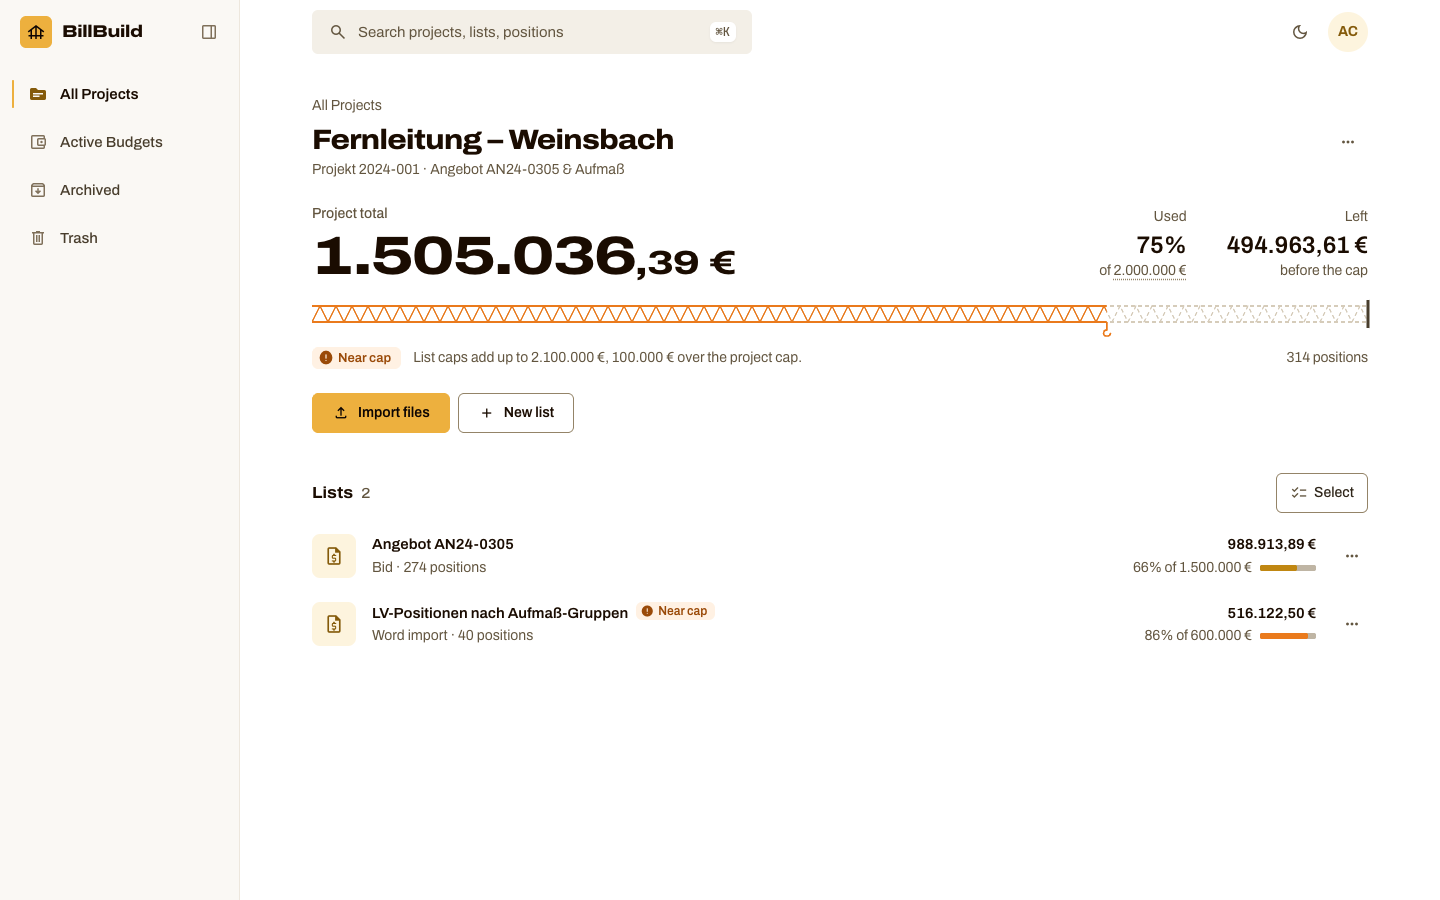 BillBuild
Search projects, lists, positions
⌘K
AC
All Projects
Active Budgets
Archived
Trash
All Projects
Fernleitung – Weinsbach
Projekt 2024-001 · Angebot AN24-0305 & Aufmaß
Project total
1.505.036,39 €
Used
75%
of 2.000.000 €
Left
494.963,61 €
before the cap
Near cap
List caps add up to 2.100.000 €, 100.000 € over the project cap.
314 positions
Import files
New list
Lists 2
Select
Angebot AN24-0305
988.913,89 €
Bid · 274 positions
66% of 1.500.000 €
LV-Positionen nach Aufmaß-Gruppen
Near cap
516.122,50 €
Word import · 40 positions
86% of 600.000 €